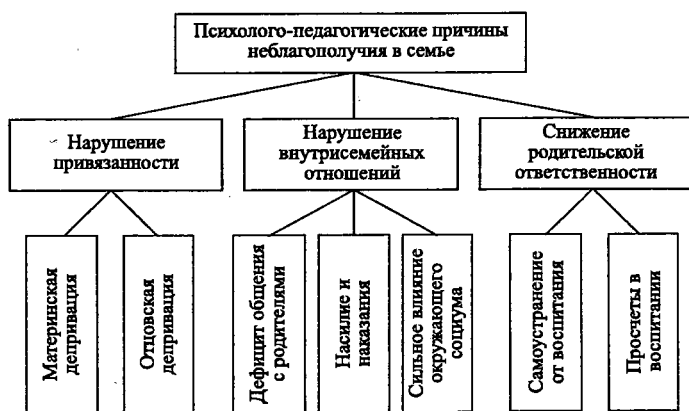 Психолого-педагогические причины
неблагополучия в семье
Нарушение
привязанности
Нарушение
внутрисемейных
отношений
Снижение
родительской
ответственности
Материнская
депривация
Отцовская
депривация
Дефицит общения
с родителями
Насилие и
наказания
Сильное влияние
окружающего
социума
Самоустранение
от воспитания
Просчеты в
воспитании